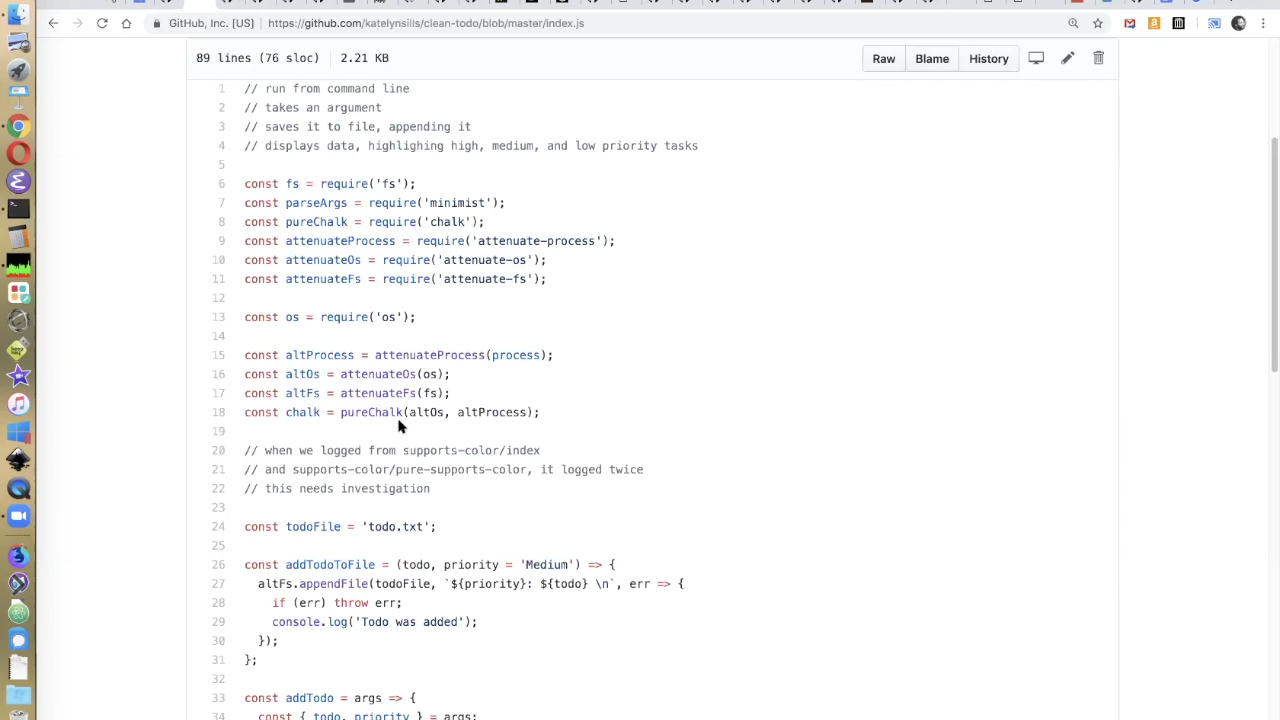 GitHub, Inc. [US]
https://github.com/katelynsills/clean-todo/blob/master/index.js
89 lines (76 sloc)
2.21 KB
Raw
Blame
History
1 // run from command line
2 // takes an argument
3 // saves it to file, appending it
4 // displays data, highlighing high, medium, and low priority tasks
5
6 const fs = require('fs');
7 const parseArgs = require('minimist');
8 const pureChalk = require('chalk');
9 const attenuateProcess = require('attenuate-process');
10 const attenuateOs = require('attenuate-os');
11 const attenuateFs = require('attenuate-fs');
12
13 const os = require('os');
14
15 const altProcess = attenuateProcess(process);
16 const altOs = attenuateOs(os);
17 const altFs = attenuateFs(fs);
18 const chalk = pureChalk(altOs, altProcess);
19
20 // when we logged from supports-color/index
21 // and supports-color/pure-supports-color, it logged twice
22 // this needs investigation
23
24 const todoFile = 'todo.txt';
25
26 const addTodoToFile = (todo, priority = 'Medium') => {
27 altFs.appendFile(todoFile, `${priority}: ${todo} \n`, err => {
28 if (err) throw err;
29 console.log('Todo was added');
30 });
31 };
32
33 const addTodo = args => {
34 const { todo, priority } = args;